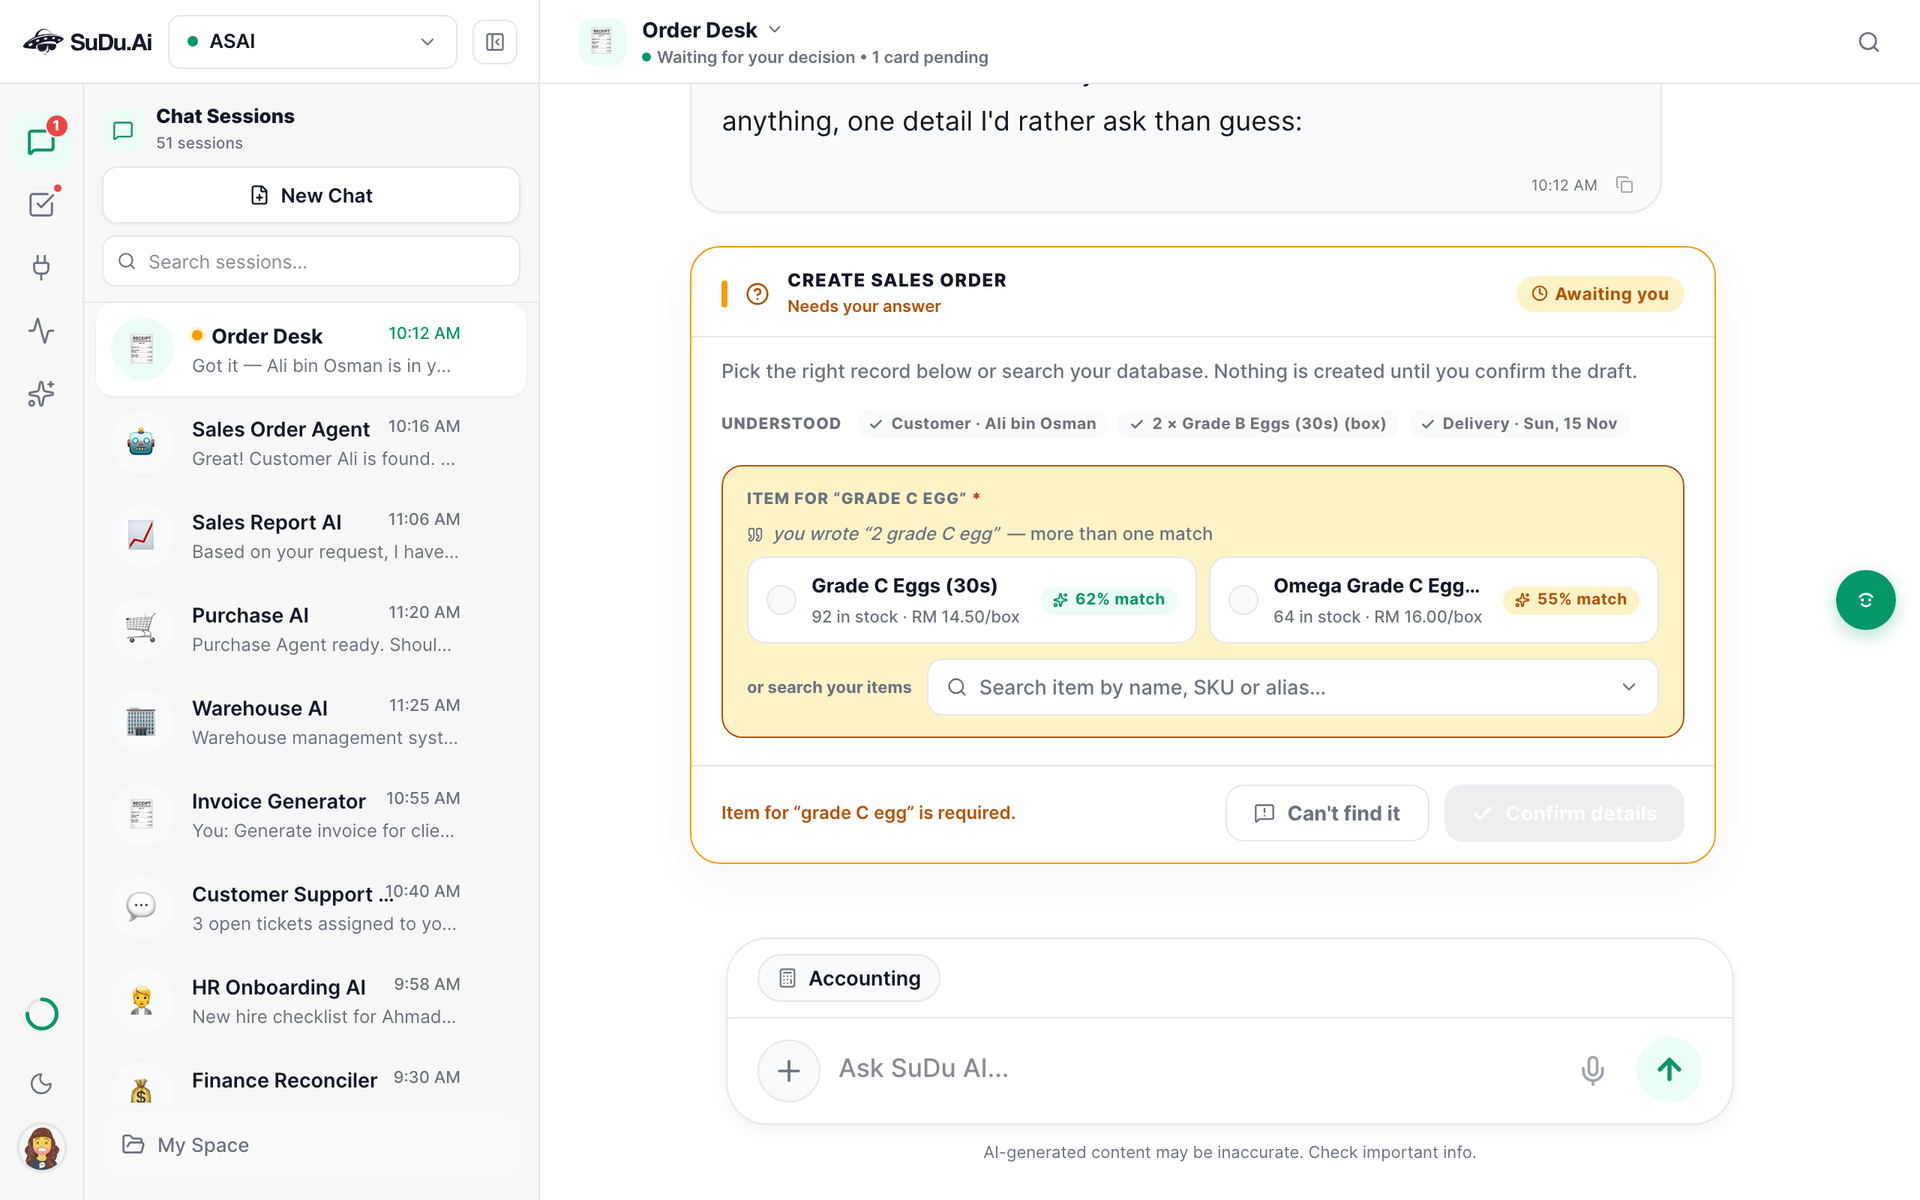 SuDu.Ai
ASAI
Order Desk
Waiting for your decision • 1 card pending
1
Chat Sessions
51 sessions
New Chat
Search sessions...
Order Desk
10:12 AM
Got it — Ali bin Osman is in y...
Sales Order Agent
10:16 AM
Great! Customer Ali is found. ...
Sales Report AI
11:06 AM
Based on your request, I have...
Purchase AI
11:20 AM
Purchase Agent ready. Shoul...
Warehouse AI
11:25 AM
Warehouse management syst...
RECEIPT
Invoice Generator
10:55 AM
You: Generate invoice for clie...
Customer Support ...
10:40 AM
3 open tickets assigned to yo...
HR Onboarding AI
9:58 AM
New hire checklist for Ahmad...
Finance Reconciler
9:30 AM
My Space
anything, one detail I'd rather ask than guess:
10:12 AM
CREATE SALES ORDER
Needs your answer
Awaiting you
Pick the right record below or search your database. Nothing is created until you confirm the draft.
UNDERSTOOD
Customer · Ali bin Osman
2 × Grade B Eggs (30s) (box)
Delivery · Sun, 15 Nov
ITEM FOR “GRADE C EGG” *
you wrote “2 grade C egg” — more than one match
Grade C Eggs (30s)
92 in stock · RM 14.50/box
62% match
Omega Grade C Egg...
64 in stock · RM 16.00/box
55% match
or search your items
Search item by name, SKU or alias...
Item for “grade C egg” is required.
Can't find it
Confirm details
Accounting
Ask SuDu AI...
AI-generated content may be inaccurate. Check important info.